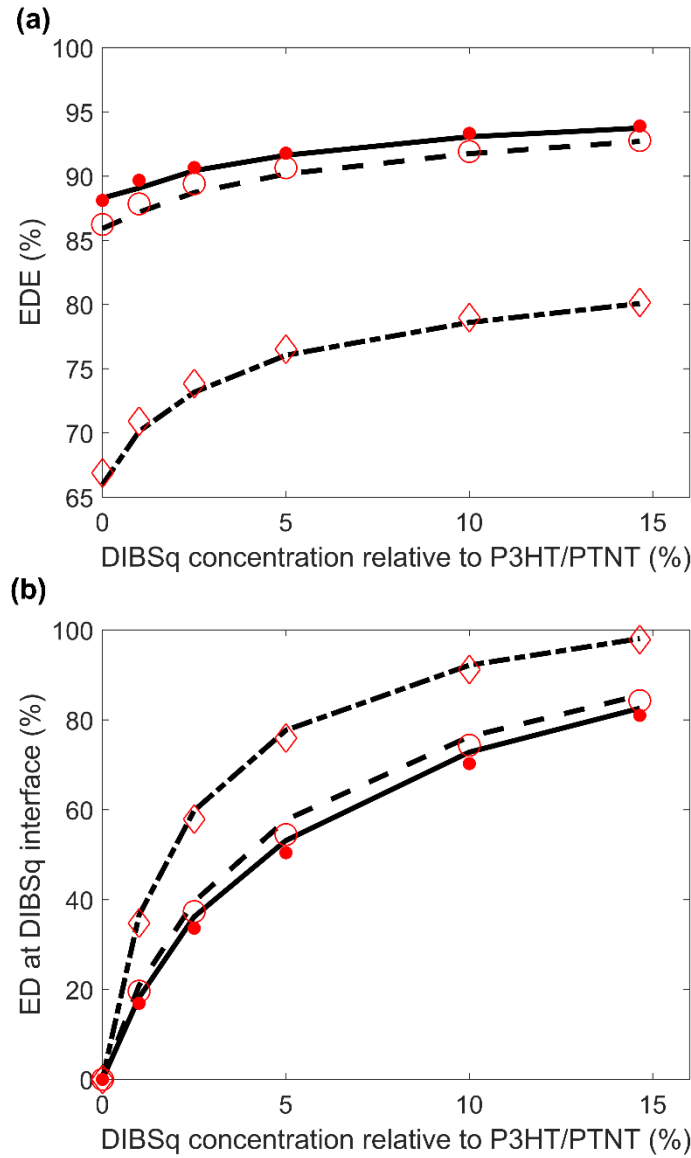 (a)
100
95
90
85
80
75
70
65
EDE (%)
0 5 10 15
DIBSq concentration relative to P3HT/PTNT (%)
(b)
100
80
60
40
20
0
ED at DIBSq interface (%)
0 5 10 15
DIBSq concentration relative to P3HT/PTNT (%)